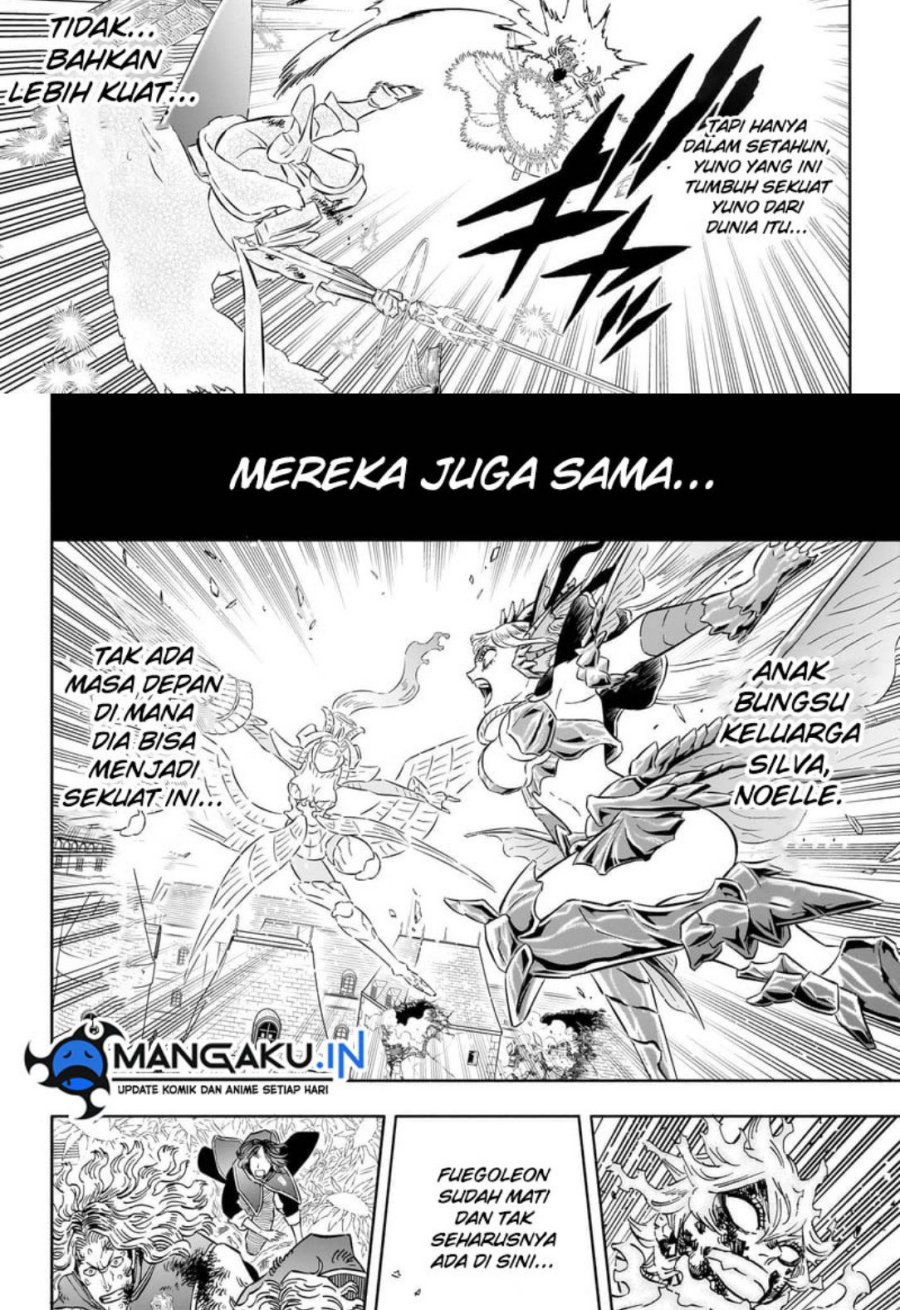 TIDAK...
BAHKAN
LEBIH KUAT...
TAPI HANYA
DALAM SETAHUN,
YUNO YANG INI
TUMBUH SEKUAT
YUNO DARI
DUNIA ITU...
MEREKA JUGA SAMA...
TAK ADA
MASA DEPAN
DI MANA
DIA BISA
MENJADI
SEKUAT INI...
ANAK
BUNGSU
KELUARGA
SILVA,
NOELLE.
MANGAKU.IN
UPDATE KOMIK DAN ANIME SETIAP HARI
FUEGOLEON
SUDAH MATI
DAN TAK
SEHARUSNYA
ADA DI SINI...